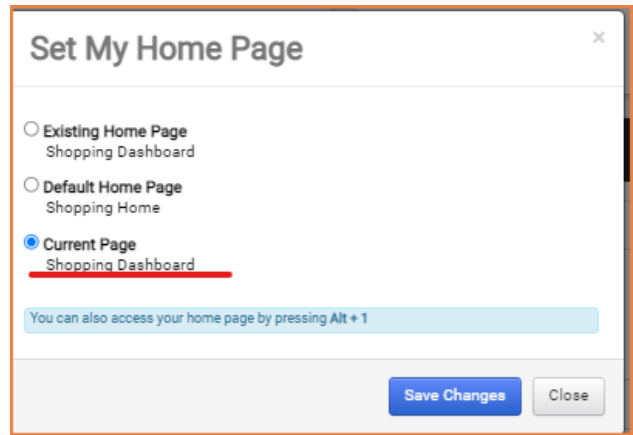 Set My Home Page
×
Existing Home Page
Shopping Dashboard
Default Home Page
Shopping Home
Current Page
Shopping Dashboard
You can also access your home page by pressing Alt + 1
Save Changes Close